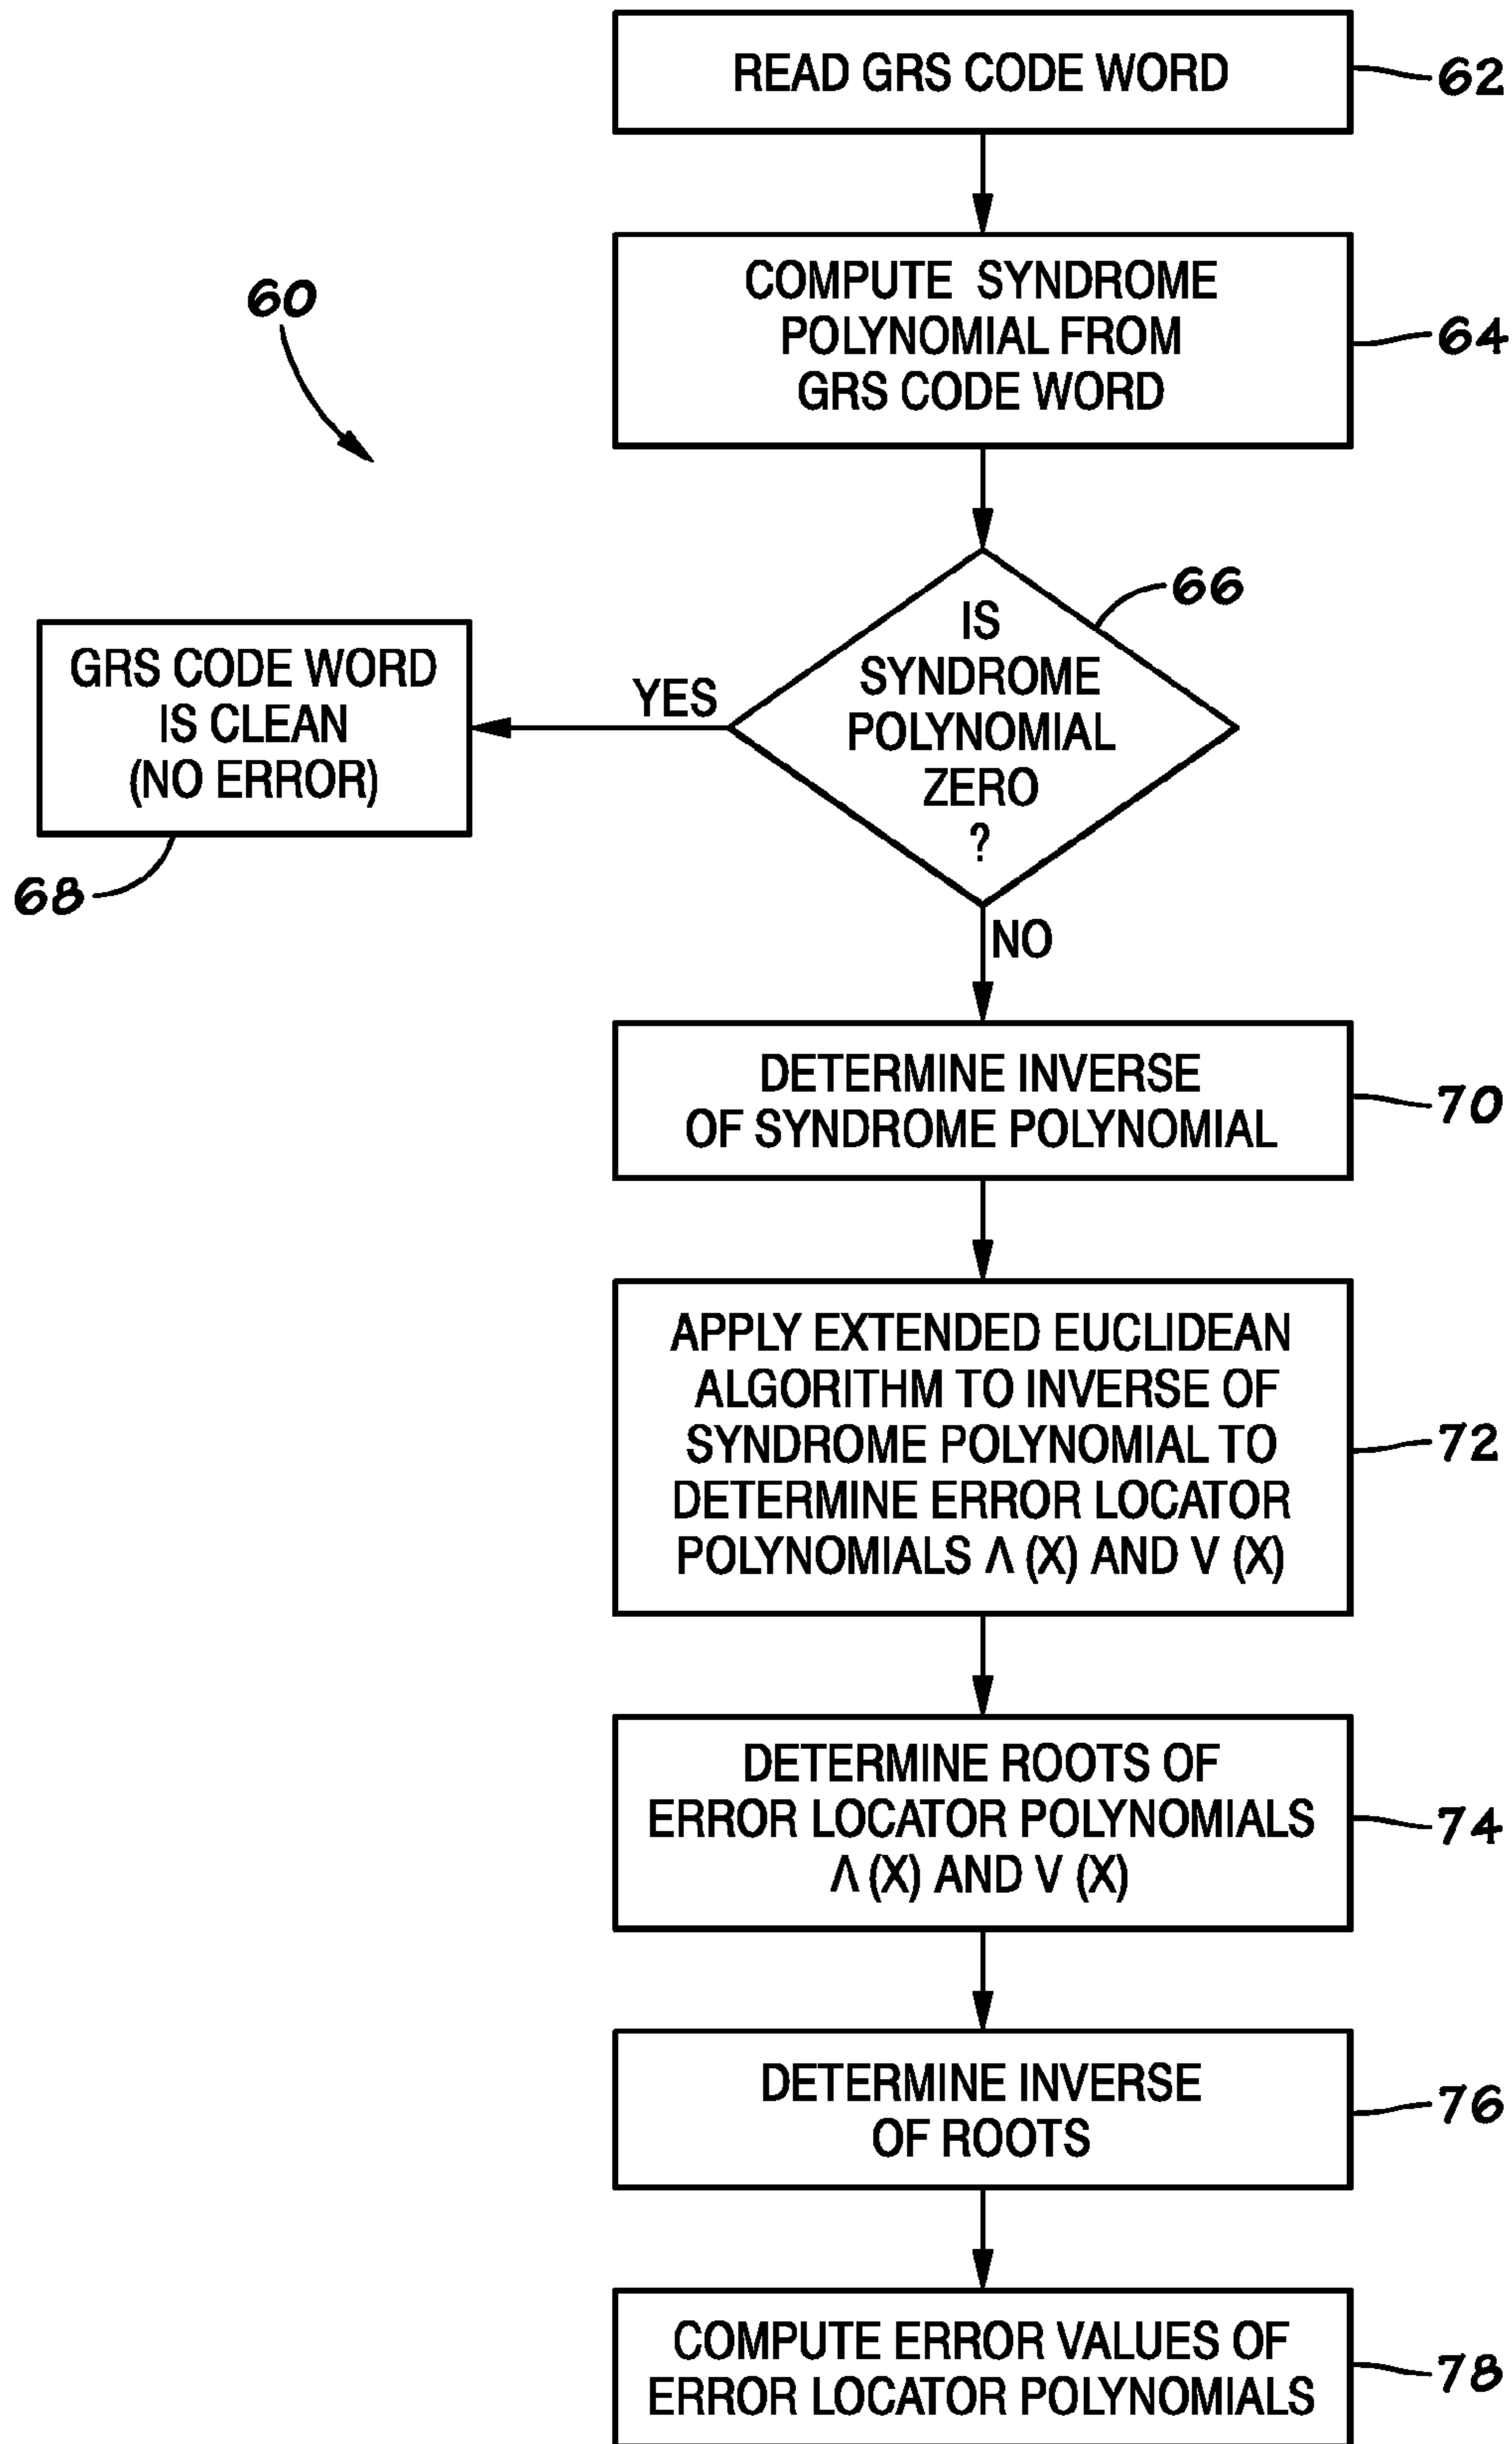 READ GRS CODE WORD
62
COMPUTE SYNDROME
POLYNOMIAL FROM
GRS CODE WORD
64
60
66
IS
SYNDROME
POLYNOMIAL
ZERO
?
YES
GRS CODE WORD
IS CLEAN
(NO ERROR)
68
NO
DETERMINE INVERSE
OF SYNDROME POLYNOMIAL
70
APPLY EXTENDED EUCLIDEAN
ALGORITHM TO INVERSE OF
SYNDROME POLYNOMIAL TO
DETERMINE ERROR LOCATOR
POLYNOMIALS Λ (X) AND V (X)
72
DETERMINE ROOTS OF
ERROR LOCATOR POLYNOMIALS
Λ (X) AND V (X)
74
DETERMINE INVERSE
OF ROOTS
76
COMPUTE ERROR VALUES OF
ERROR LOCATOR POLYNOMIALS
78